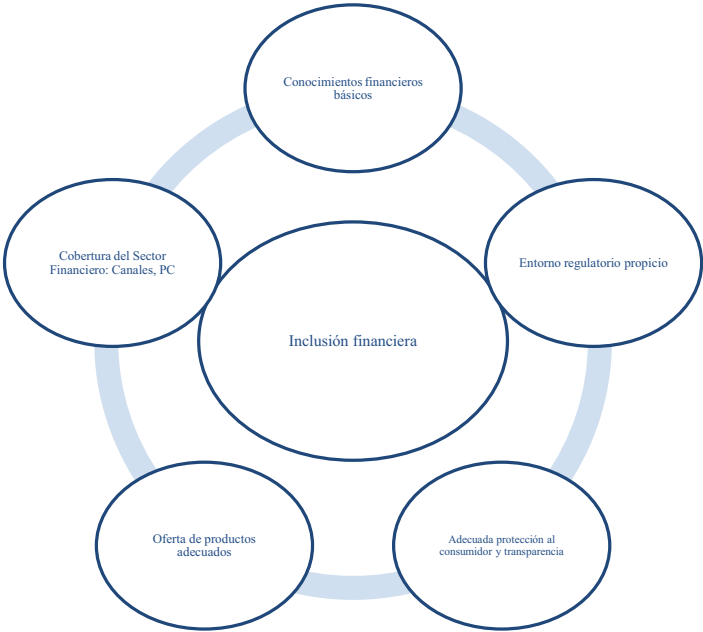 Conocimientos financieros
básicos
Cobertura del Sector
Financiero: Canales, PC
Entorno regulatorio propicio
Inclusión financiera
Oferta de productos
adecuados
Adecuada protección al
consumidor y transparencia